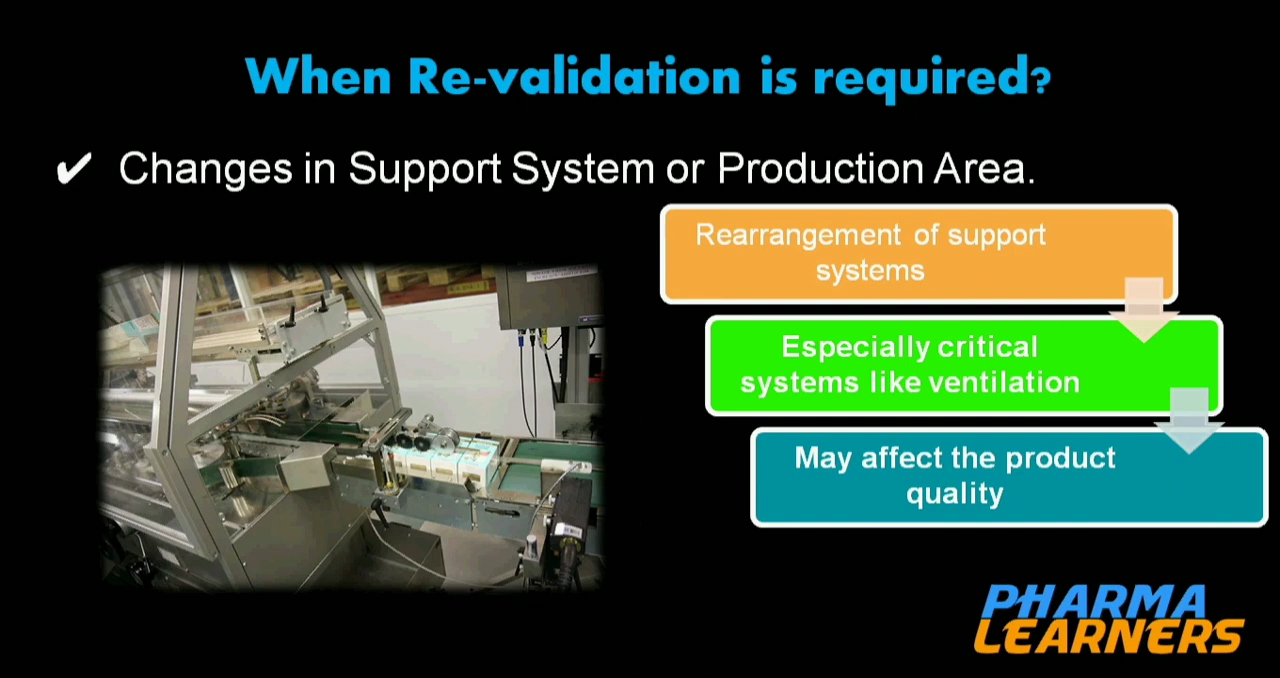 When Re-validation is required?
✔ Changes in Support System or Production Area.
Rearrangement of support
systems
Especially critical
systems like ventilation
May affect the product
quality
PHARMA
LEARNERS